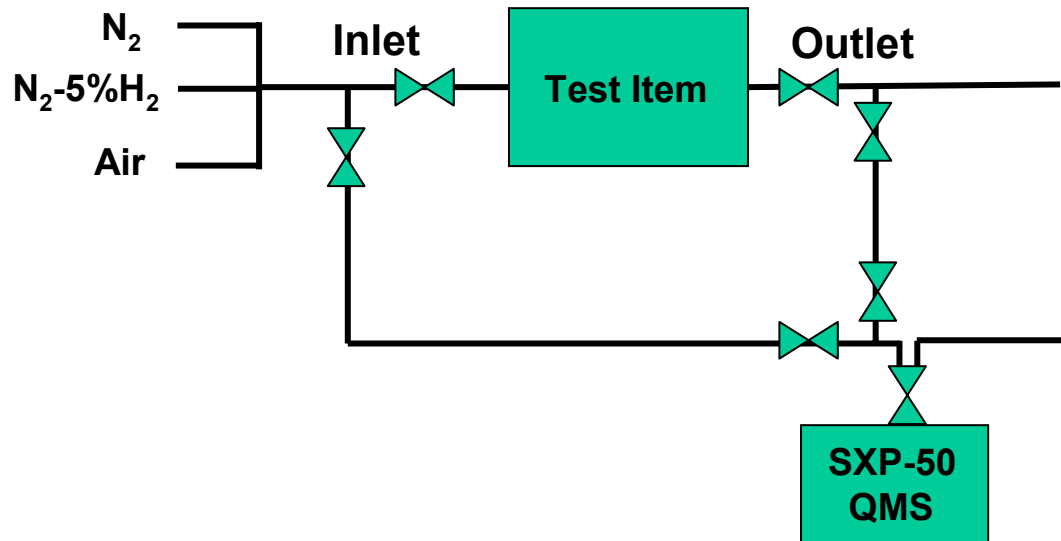 N₂
Inlet
Outlet
N₂-5%H₂
Test Item
Air
SXP-50
QMS